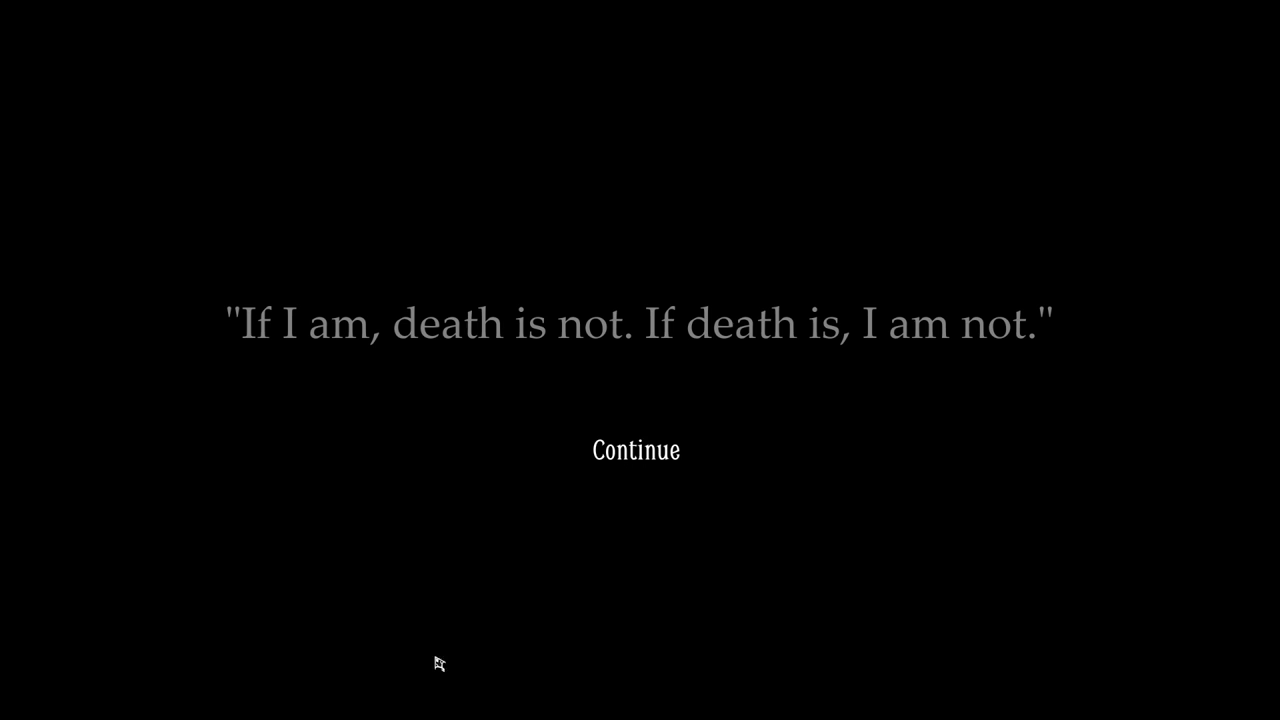 "If I am, death is not. If death is, I am not."
Continue